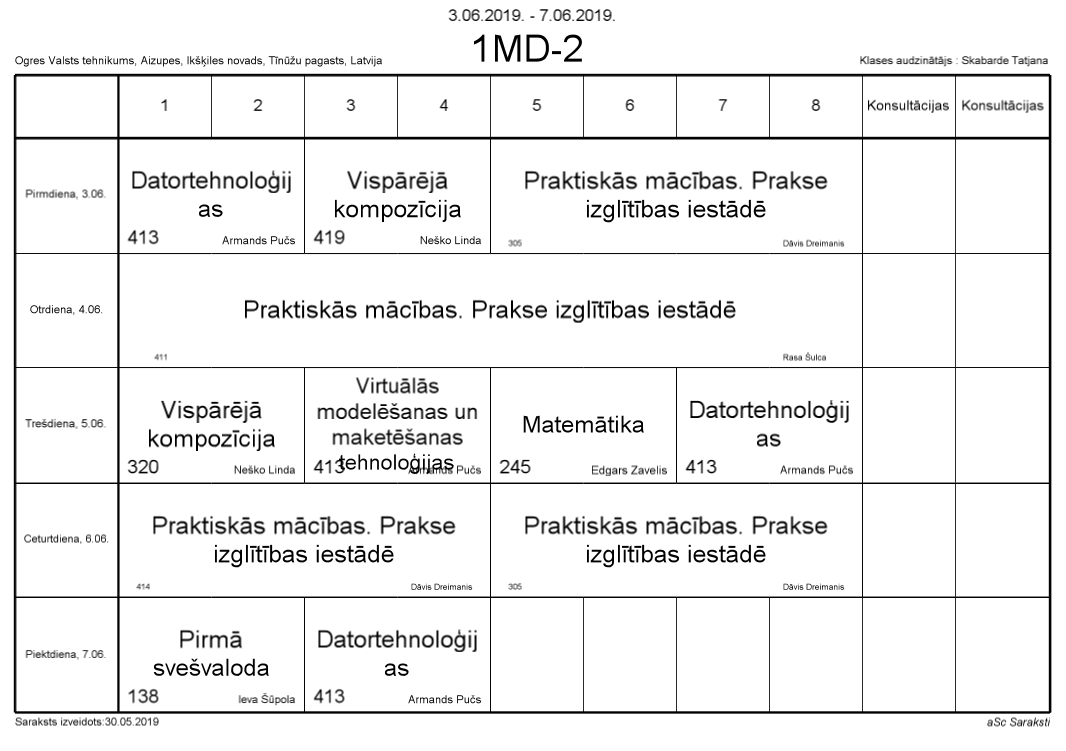 3.06.2019. - 7.06.2019.
1MD-2
Ogres Valsts tehnikums, Aizupes, Ikšķiles novads, Tīnūžu pagasts, Latvija
Klases audzinātājs : Skabarde Tatjana
1 2 3 4 5 6 7 8 Konsultācijas Konsultācijas
Pirmdiena, 3.06.
Datortehnoloģij
as
413 Armands Pučs
Vispārējā
kompozīcija
419 Neško Linda
Praktiskās mācības. Prakse
izglītības iestādē
305 Dāvis Dreimanis
Otrdiena, 4.06.
Praktiskās mācības. Prakse izglītības iestādē
411 Rasa Šulca
Trešdiena, 5.06.
Vispārējā
kompozīcija
320 Neško Linda
Virtuālās
modelēšanas un
maketēšanas
tehnoloģijas
413 Armands Pučs
Matemātika
245 Edgars Zavelis
Datortehnoloģij
as
413 Armands Pučs
Ceturtdiena, 6.06.
Praktiskās mācības. Prakse
izglītības iestādē
414 Dāvis Dreimanis
Praktiskās mācības. Prakse
izglītības iestādē
305 Dāvis Dreimanis
Piektdiena, 7.06.
Pirmā
svešvaloda
138 Ieva Šūpola
Datortehnoloģij
as
413 Armands Pučs
Saraksts izveidots:30.05.2019
aSc Saraksti